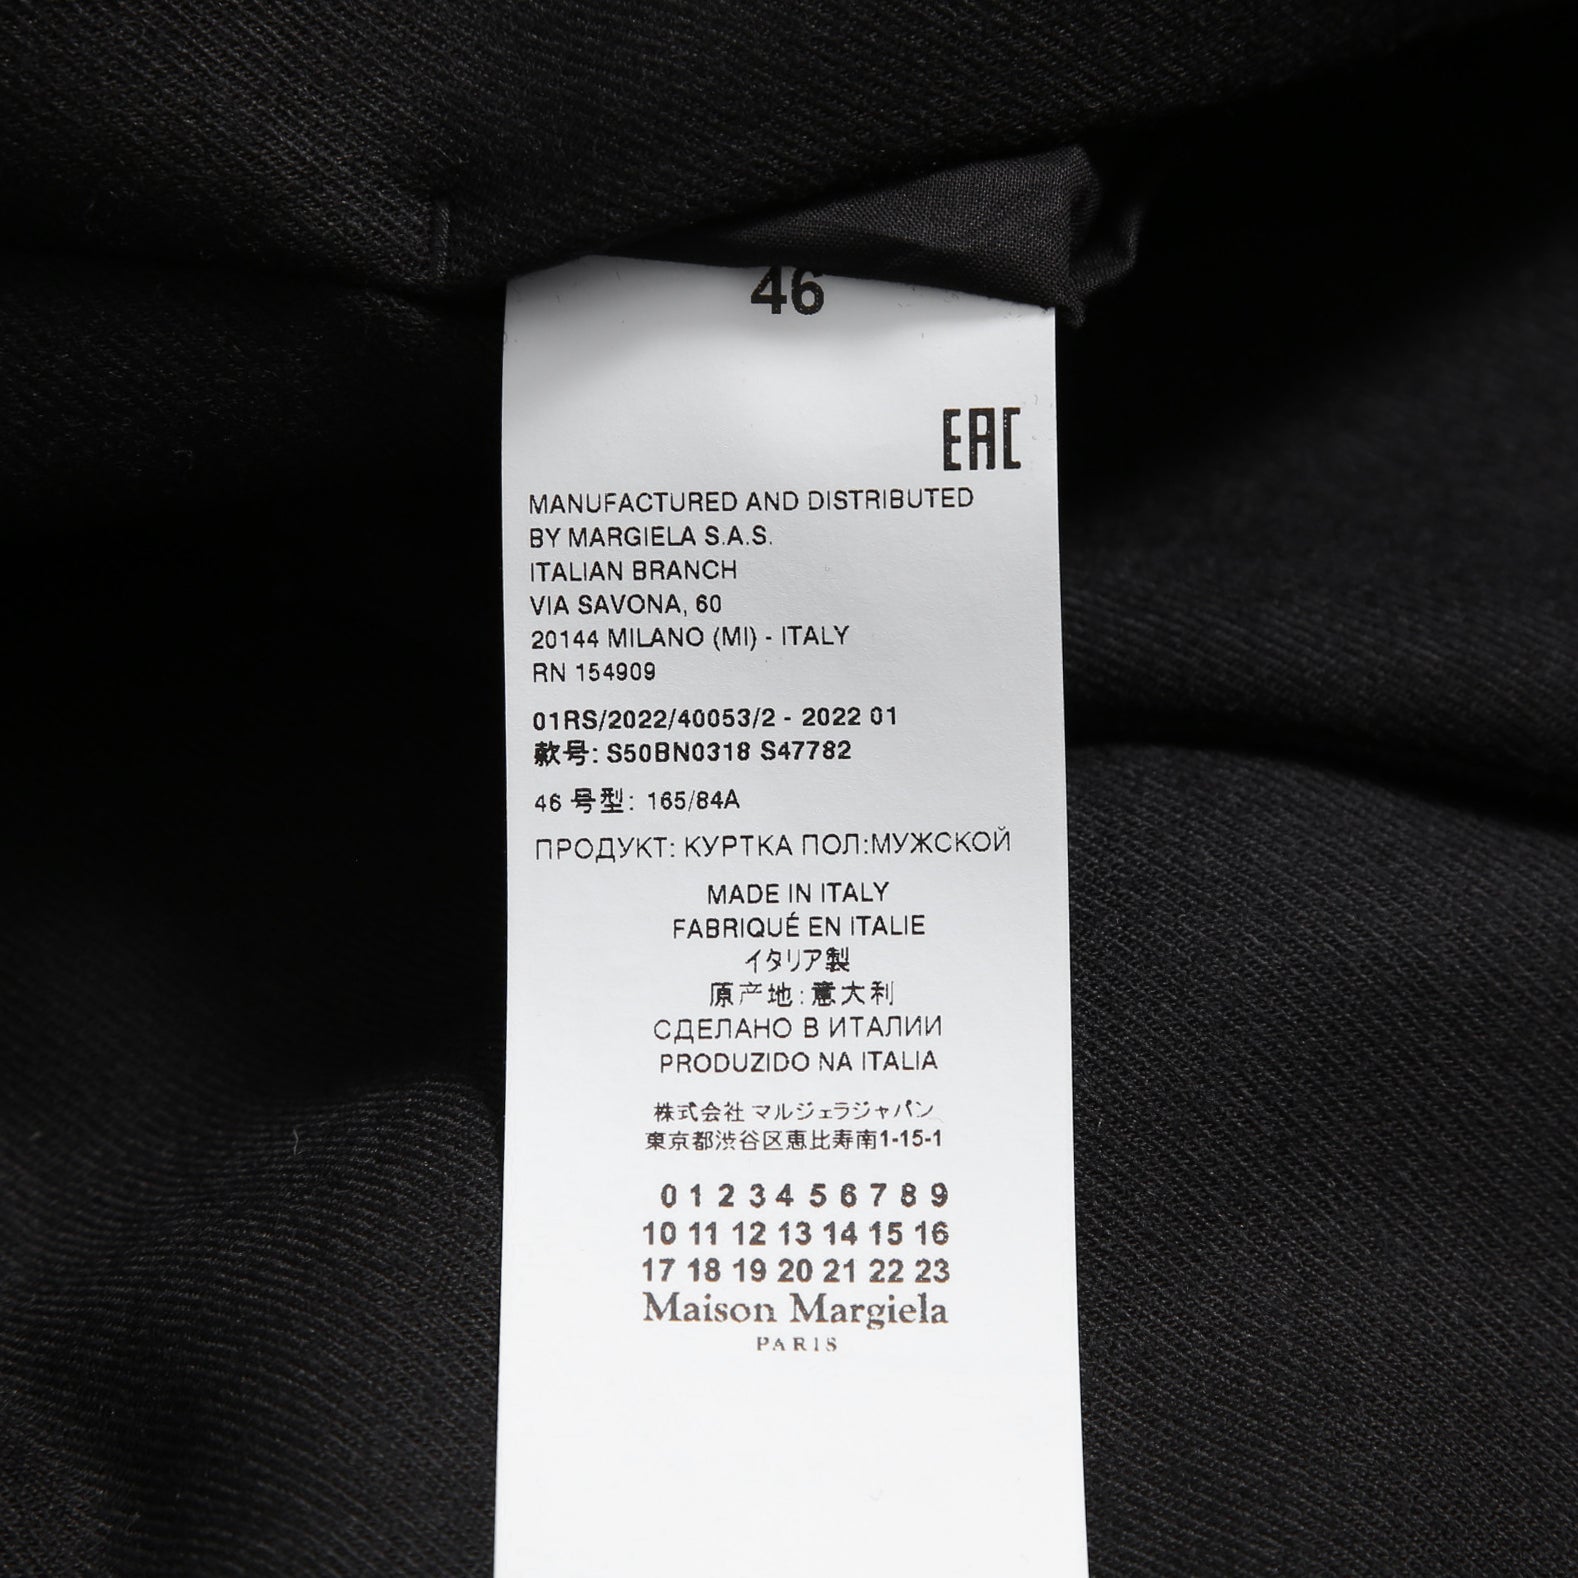 46
EAC
MANUFACTURED AND DISTRIBUTED
BY MARGIELA S.A.S.
ITALIAN BRANCH
VIA SAVONA, 60
20144 MILANO (MI) - ITALY
RN 154909
01RS/2022/40053/2 - 2022 01
款号: S50BN0318 S47782
46 号型: 165/84A
ПРОДУКТ: КУРТКА ПОЛ:МУЖСКОЙ
MADE IN ITALY
FABRIQUÉ EN ITALIE
イタリア製
原产地:意大利
СДЕЛАНО В ИТАЛИИ
PRODUZIDO NA ITALIA
株式会社 マルジェラジャパン
東京都渋谷区恵比寿南1-15-1
0 1 2 3 4 5 6 7 8 9
10 11 12 13 14 15 16
17 18 19 20 21 22 23
Maison Margiela
PARIS